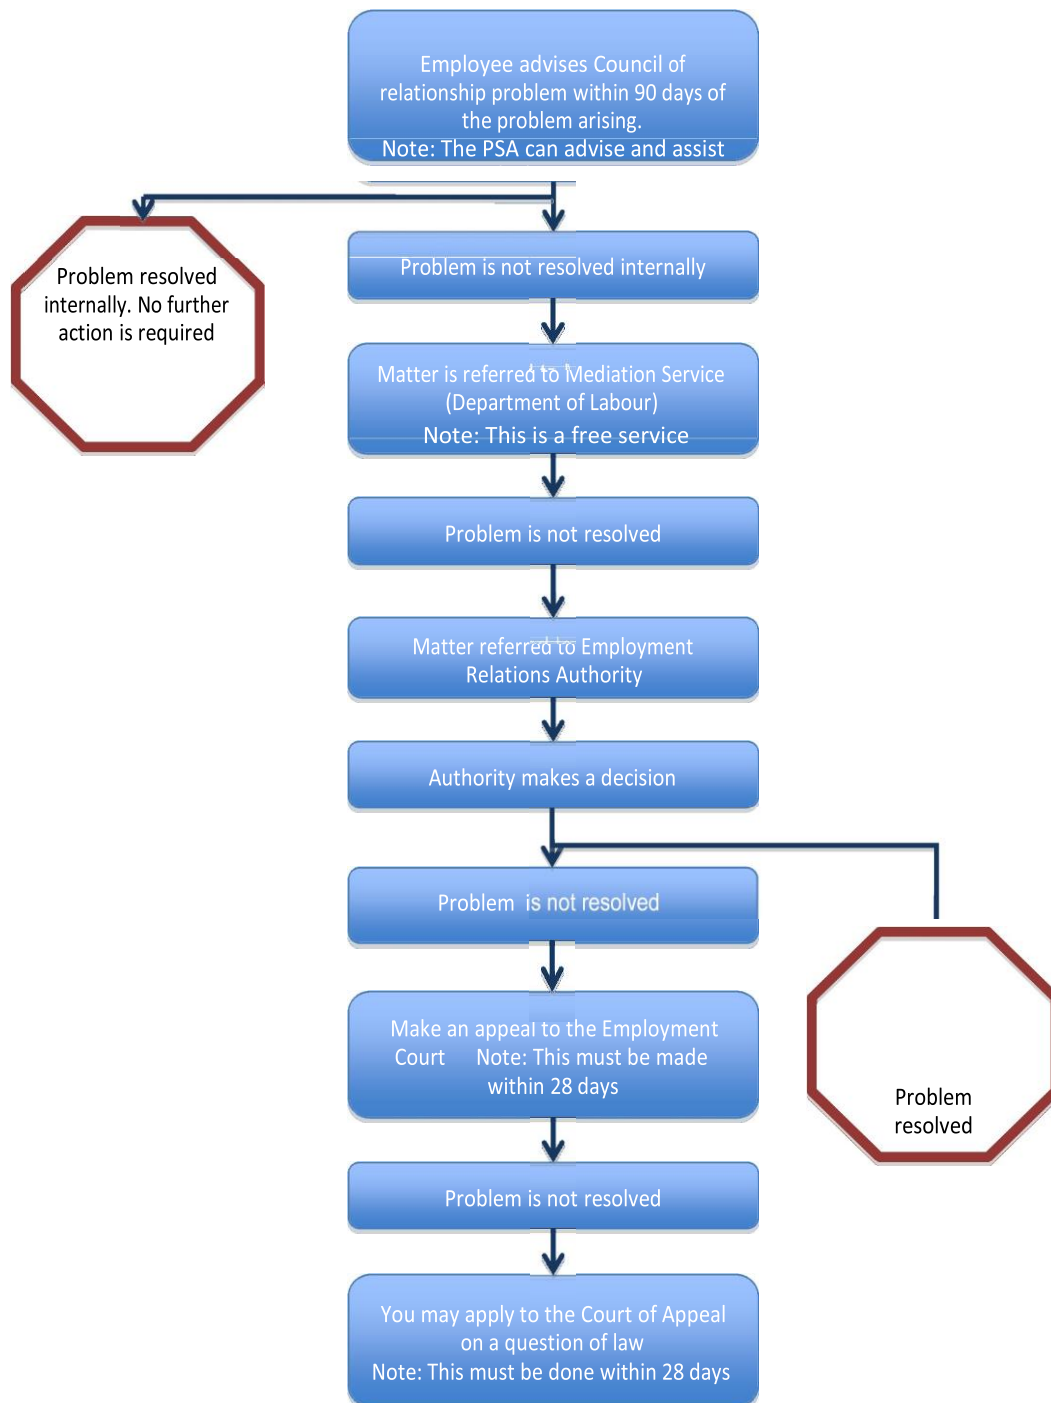 Employee advises Council of
relationship problem within 90 days of
the problem arising.
Note: The PSA can advise and assist
Problem resolved
internally. No further
action is required
Problem is not resolved internally
Matter is referred to Mediation Service
(Department of Labour)
Note: This is a free service
Problem is not resolved
Matter referred to Employment
Relations Authority
Authority makes a decision
Problem is not resolved
Make an appeal to the Employment
Court Note: This must be made
within 28 days
Problem
resolved
Problem is not resolved
You may apply to the Court of Appeal
on a question of law
Note: This must be done within 28 days